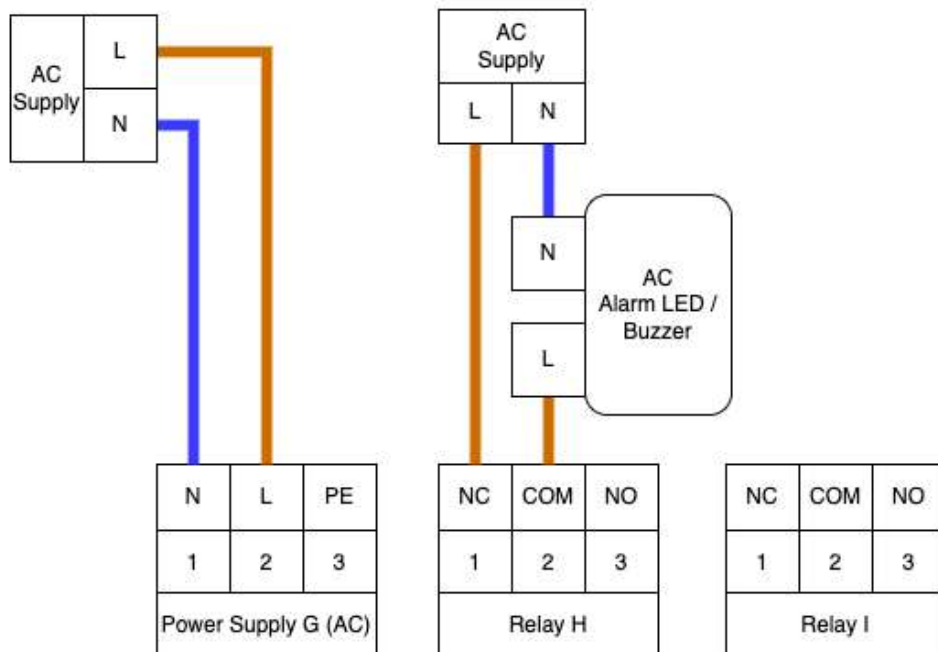 AC
Supply
L
N
AC
Supply
L
N
N
L
AC
Alarm LED /
Buzzer
N
L
PE
1
2
3
Power Supply G (AC)
NC
COM
NO
1
2
3
Relay H
NC
COM
NO
1
2
3
Relay I